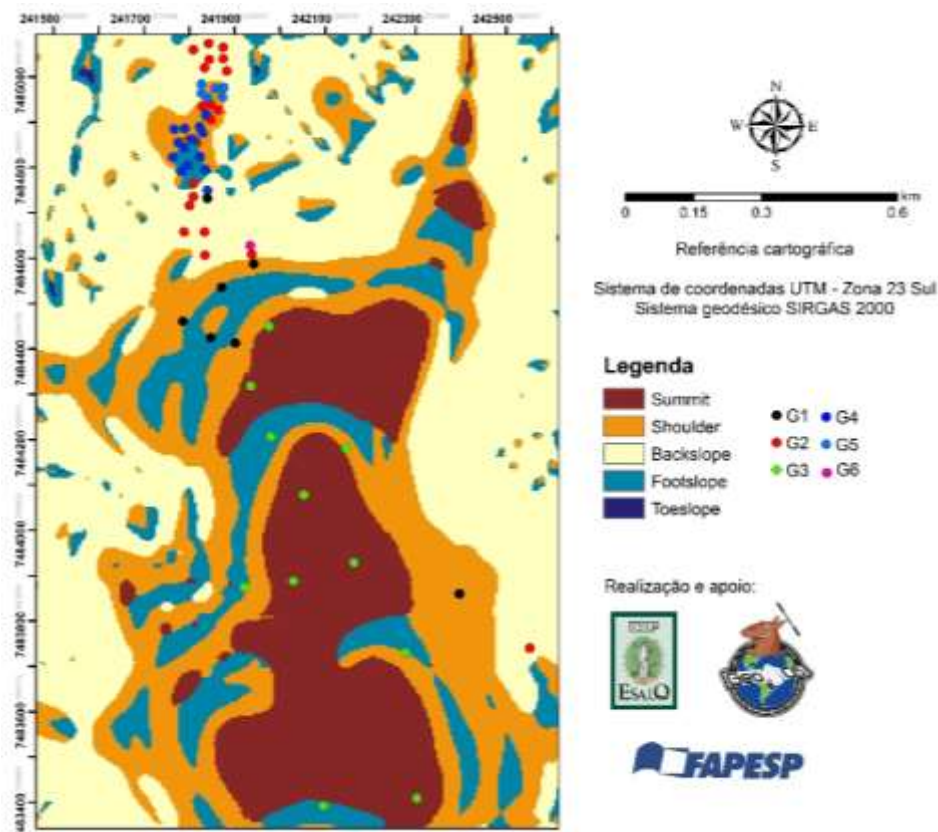 241500 241700 241900 242100 242300 242500
7485000
7484800
7484600
7484400
7484200
7484000
7483800
7483600
7483400
N
W E
S
km
0 0.15 0.3 0.6
Referência cartográfica
Sistema de coordenadas UTM - Zona 23 Sul
Sistema geodésico SIRGAS 2000
Legenda
Summit
Shoulder
Backslope
Footslope
Toeslope
G1 G4
G2 G5
G3 G6
Realização e apoio:
ESALQ
FAPESP